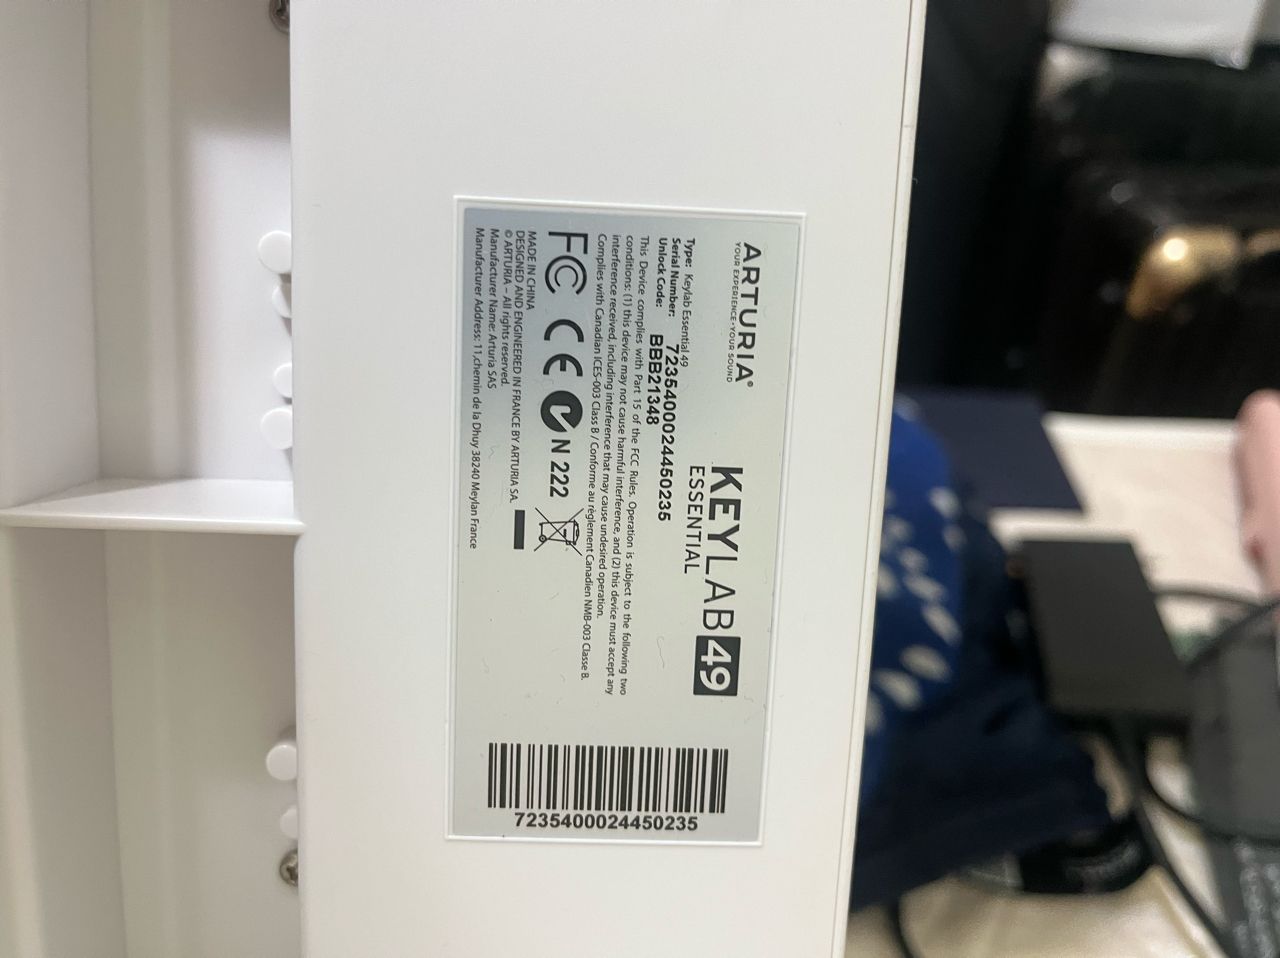 ARTURIA®
YOUR EXPERIENCE • YOUR SOUND
KEYLAB 49
ESSENTIAL
Type: Keylab Essential 49
Serial Number: 7235400024450235
Unlock Code: BBB21348
This Device complies with Part 15 of the FCC Rules. Operation is subject to the following two
conditions: (1) this device may not cause harmful interference, and (2) this device must accept any
interference received, including interference that may cause undesired operation.
Complies with Canadian ICES-003 Class B / Conforme au règlement Canadien NMB-003 Classe B.
FC CE N 222
MADE IN CHINA
DESIGNED AND ENGINEERED IN FRANCE BY ARTURIA SA.
© ARTURIA – All rights reserved.
Manufacturer Name: Arturia SAS
Manufacturer Address: 11,chemin de la Dhuy 38240 Meylan France
7235400024450235